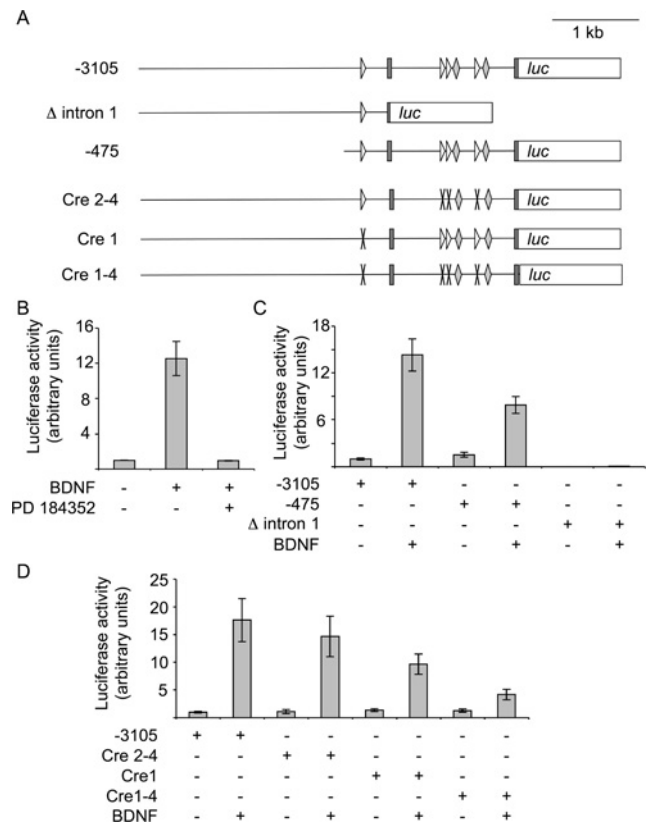 A
1 kb
-3105
luc
Δ intron 1
luc
-475
luc
Cre 2-4
luc
Cre 1
luc
Cre 1-4
luc
B
Luciferase activity
(arbitrary units)
16
12
8
4
BDNF - + +
PD 184352 - - +
C
Luciferase activity
(arbitrary units)
18
12
6
-3105 + + - - - -
-475 - - + + - -
Δ intron 1 - - - - + +
BDNF - + - + - +
D
Luciferase activity
(arbitrary units)
25
20
15
10
5
-3105 + + - - - - - -
Cre 2-4 - - + + - - - -
Cre1 - - - - + + - -
Cre1-4 - - - - - - + +
BDNF - + - + - + - +